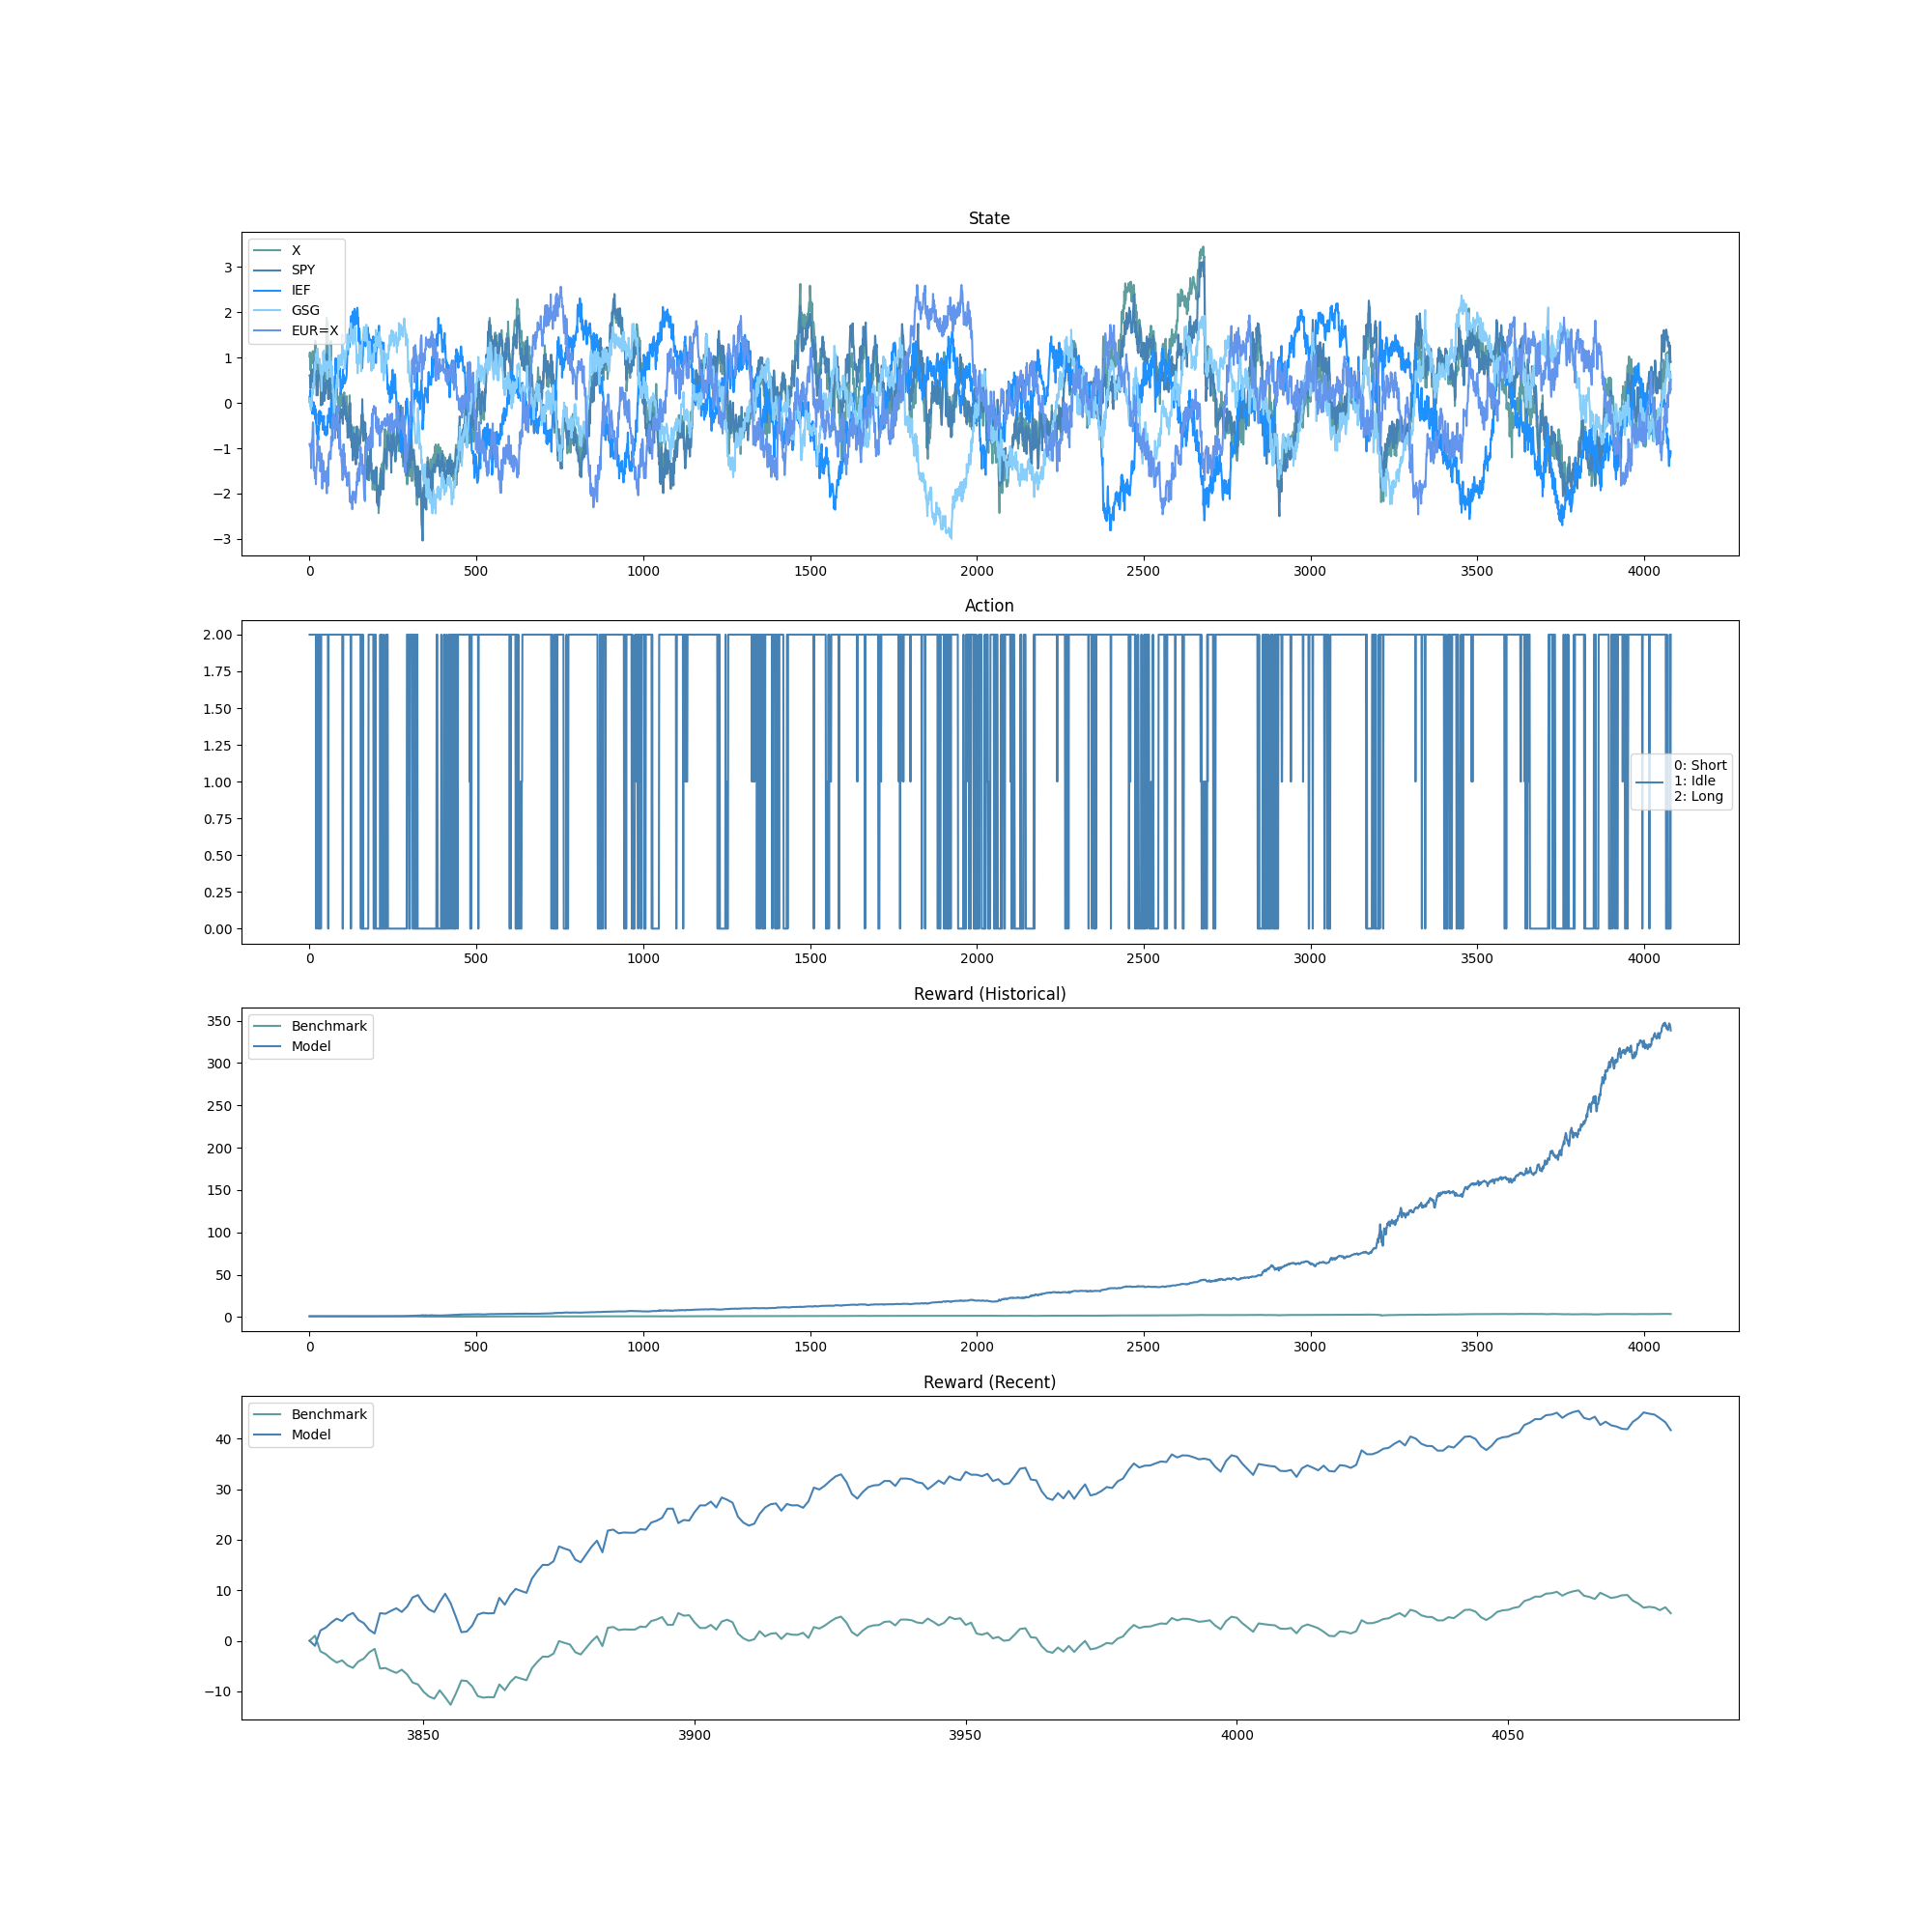 State
X
SPY
IEF
GSG
EUR=X
3
2
1
0
−1
−2
−3
0 500 1000 1500 2000 2500 3000 3500 4000
Action
2.00
1.75
1.50
1.25
1.00
0.75
0.50
0.25
0.00
0: Short
1: Idle
2: Long
0 500 1000 1500 2000 2500 3000 3500 4000
Reward (Historical)
Benchmark
Model
350
300
250
200
150
100
50
0
0 500 1000 1500 2000 2500 3000 3500 4000
Reward (Recent)
Benchmark
Model
40
30
20
10
0
−10
3850 3900 3950 4000 4050